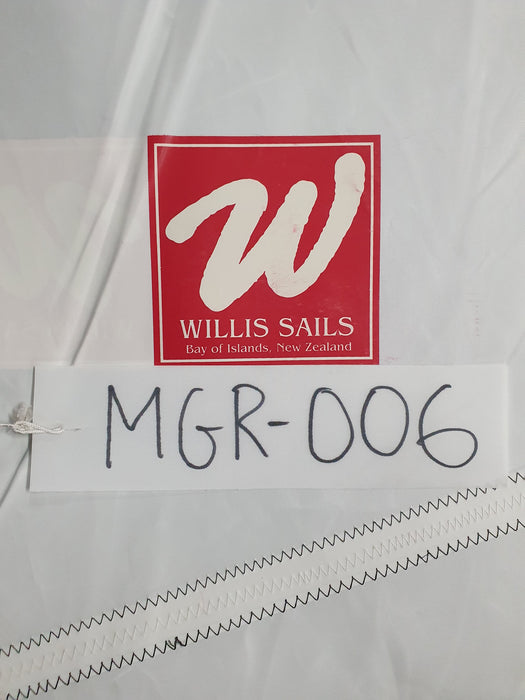 W
WILLIS SAILS
Bay of Islands, New Zealand
MGR-006